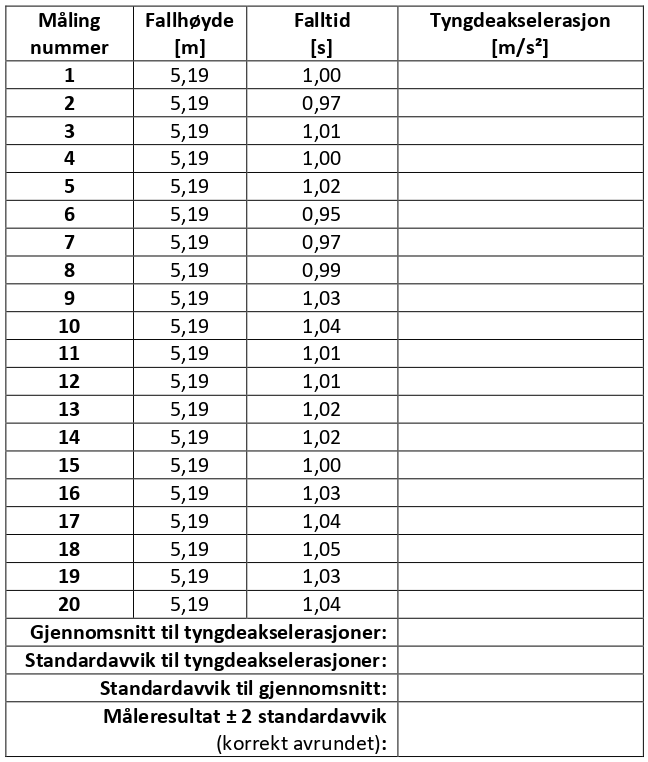 Måling nummer Fallhøyde [m] Falltid [s] Tyngdeakselerasjon [m/s²]
1 5,19 1,00
2 5,19 0,97
3 5,19 1,01
4 5,19 1,00
5 5,19 1,02
6 5,19 0,95
7 5,19 0,97
8 5,19 0,99
9 5,19 1,03
10 5,19 1,04
11 5,19 1,01
12 5,19 1,01
13 5,19 1,02
14 5,19 1,02
15 5,19 1,00
16 5,19 1,03
17 5,19 1,04
18 5,19 1,05
19 5,19 1,03
20 5,19 1,04
Gjennomsnitt til tyngdeakselerasjoner:
Standardavvik til tyngdeakselerasjoner:
Standardavvik til gjennomsnitt:
Måleresultat ± 2 standardavvik
(korrekt avrundet):